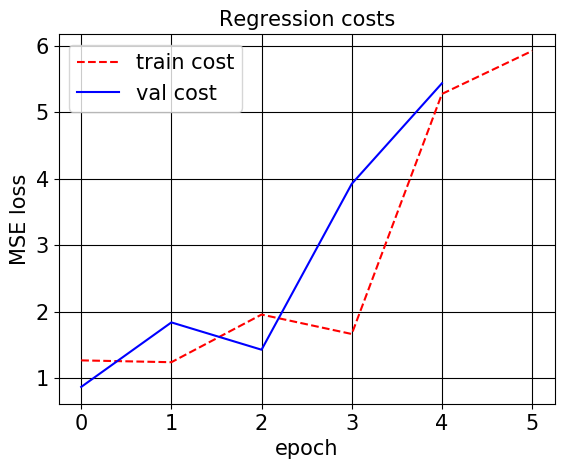 Regression costs
train cost
val cost
6
5
4
3
2
1
MSE loss
0 1 2 3 4 5
epoch